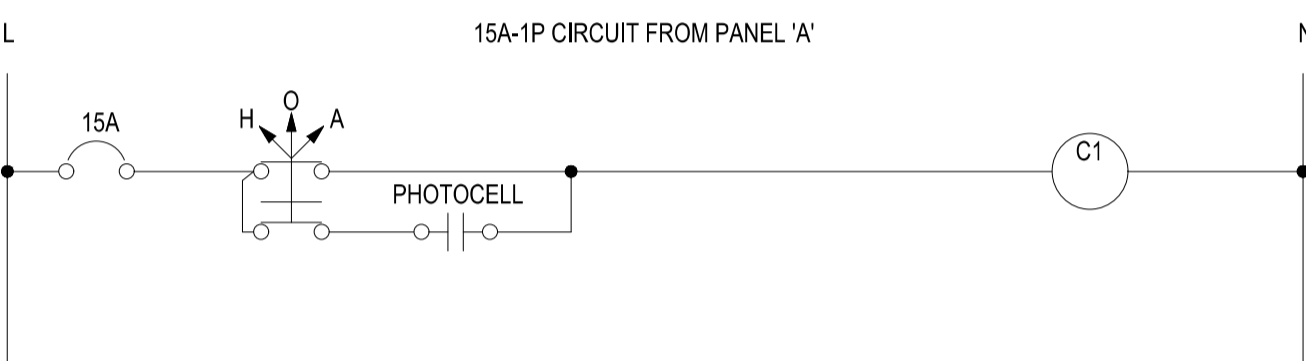 L 15A-1P CIRCUIT FROM PANEL 'A' N
15A H O A
C1
PHOTOCELL